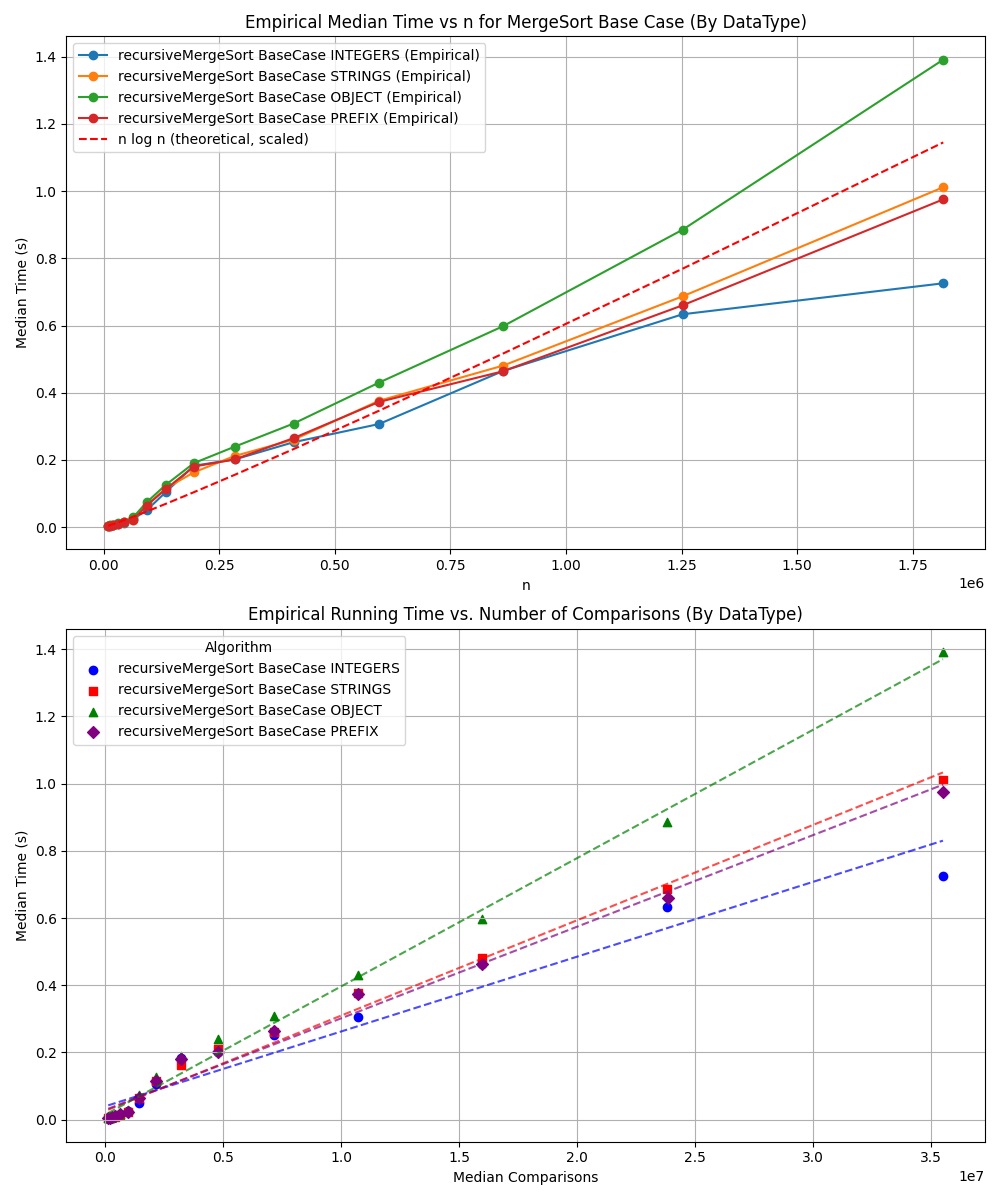 Empirical Median Time vs n for MergeSort Base Case (By DataType)
1.4
1.2
1.0
0.8
0.6
0.4
0.2
0.0
Median Time (s)
recursiveMergeSort BaseCase INTEGERS (Empirical)
recursiveMergeSort BaseCase STRINGS (Empirical)
recursiveMergeSort BaseCase OBJECT (Empirical)
recursiveMergeSort BaseCase PREFIX (Empirical)
n log n (theoretical, scaled)
0.00 0.25 0.50 0.75 1.00 1.25 1.50 1.75
1e6
n
Empirical Running Time vs. Number of Comparisons (By DataType)
1.4
1.2
1.0
0.8
0.6
0.4
0.2
0.0
Median Time (s)
Algorithm
recursiveMergeSort BaseCase INTEGERS
recursiveMergeSort BaseCase STRINGS
recursiveMergeSort BaseCase OBJECT
recursiveMergeSort BaseCase PREFIX
0.0 0.5 1.0 1.5 2.0 2.5 3.0 3.5
1e7
Median Comparisons